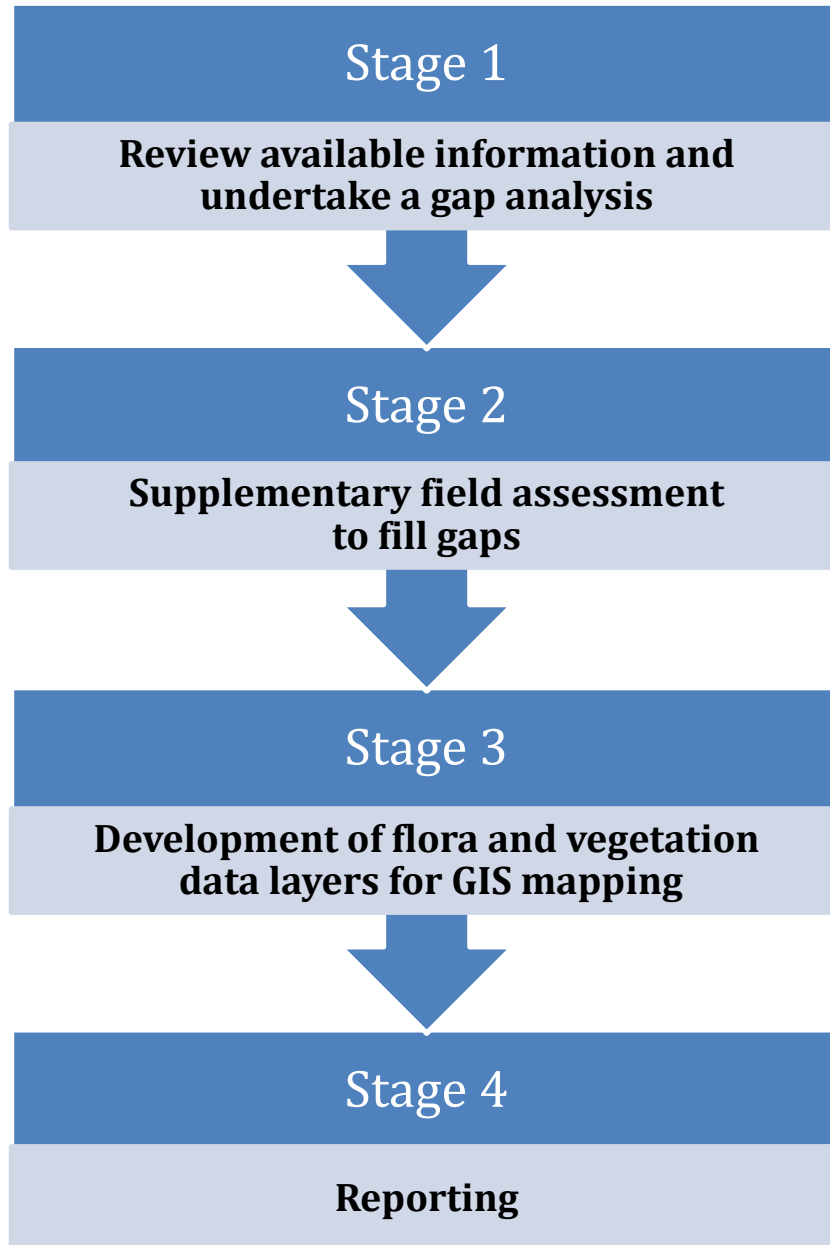 Stage 1
Review available information and
undertake a gap analysis
Stage 2
Supplementary field assessment
to fill gaps
Stage 3
Development of flora and vegetation
data layers for GIS mapping
Stage 4
Reporting